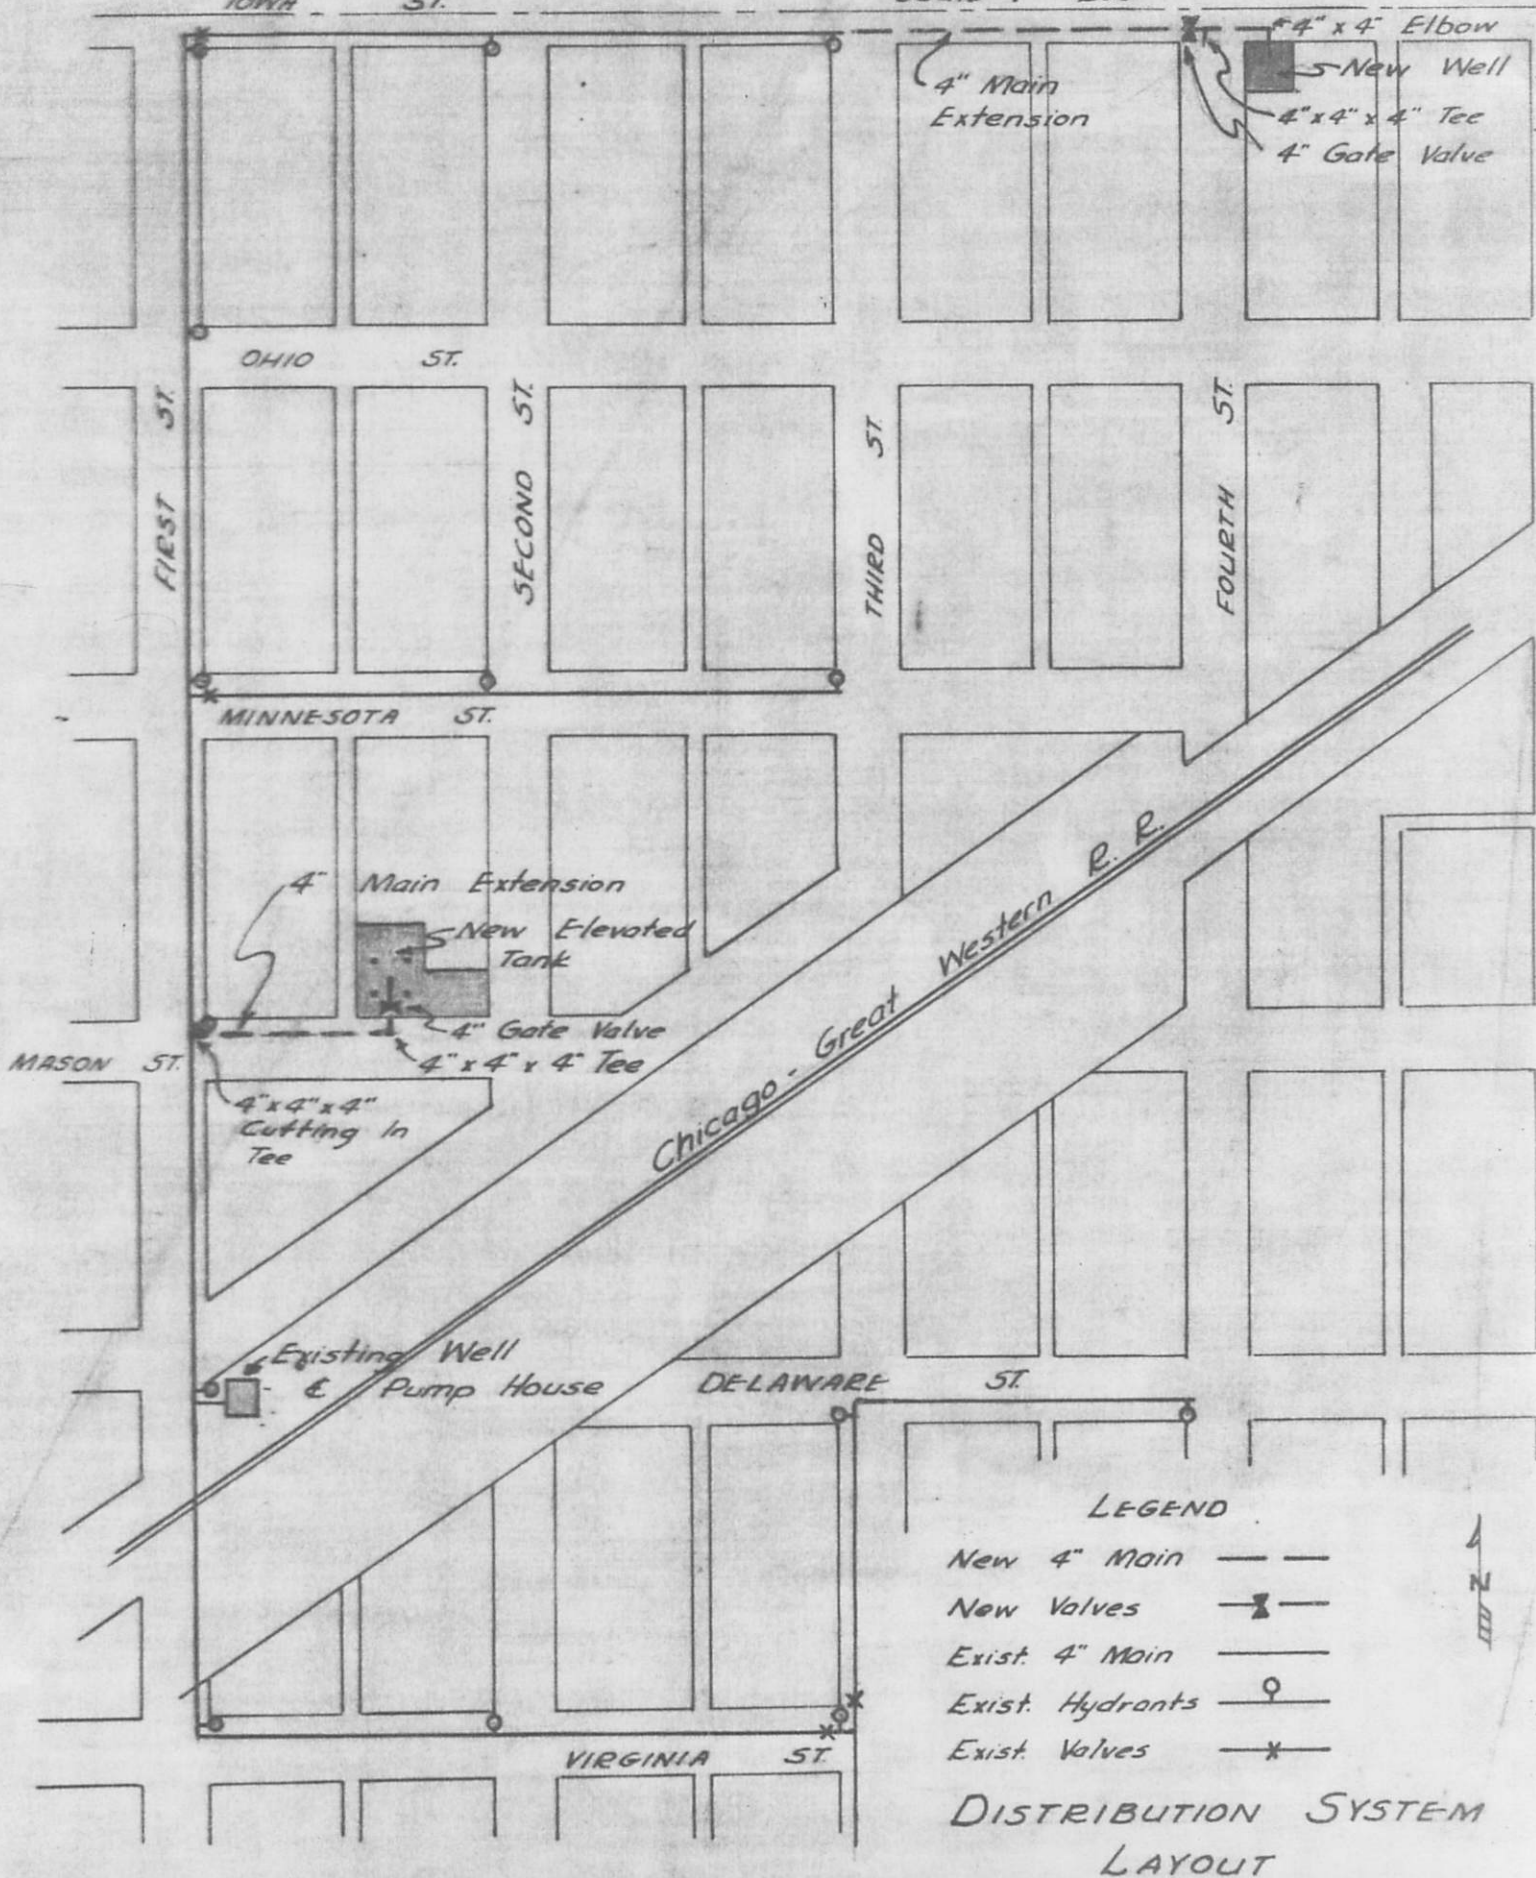 IOWA ST.
4" x 4" Elbow
New Well
4" Main
Extension
4" x 4" x 4" Tee
4" Gate Valve
OHIO ST.
FIRST ST.
SECOND ST.
THIRD ST
FOURTH ST.
MINNESOTA ST.
4" Main Extension
New Elevated
Tank
4" Gate Valve
4" x 4" x 4" Tee
MASON ST.
4" x 4" x 4"
Cutting In
Tee
Chicago - Great Western R. R.
Existing Well
& Pump House
DELAWARE ST.
VIRGINIA ST.
LEGEND
New 4" Main
New Valves
Exist. 4" Main
Exist. Hydrants
Exist. Valves
N
DISTRIBUTION SYSTEM
LAYOUT